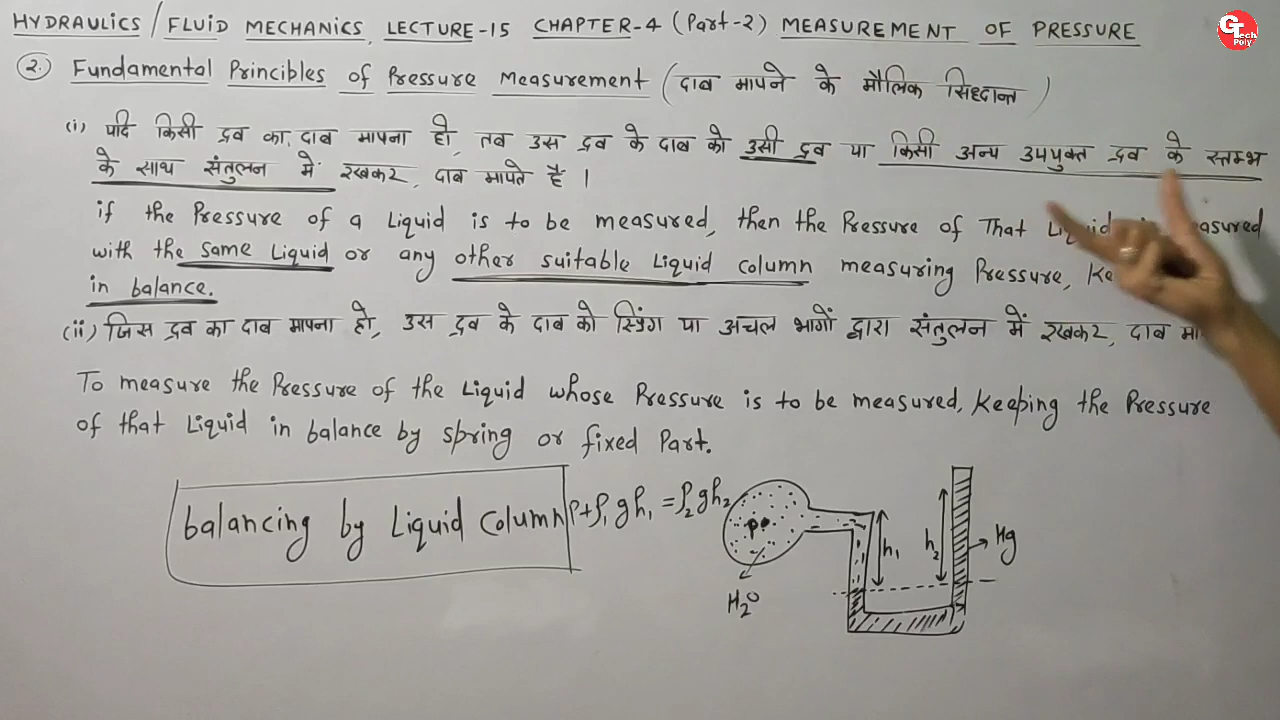 HYDRAULICS/FLUID MECHANICS, LECTURE-15 CHAPTER-4 (Part-2) MEASUREMENT OF PRESSURE
GTech Poly
2. Fundamental Principles of Pressure Measurement (दाब मापने के मौलिक सिद्धान्त)
(i) यदि किसी द्रव का दाब मापना हो, तब उस द्रव के दाब को उसी द्रव या किसी अन्य उपयुक्त द्रव के स्तम्भ
के साथ संतुलन में रखकर, दाब मापते है ।
if the Pressure of a Liquid is to be measured, then the Pressure of That Liquid
with the same Liquid or any other suitable Liquid column measuring Pressure,
in balance.
(ii) जिस द्रव का दाब मापना हो, उस द्रव के दाब को स्प्रिंग या अचल भागों द्वारा संतुलन में रखकर, दाब
To measure the Pressure of the Liquid whose Pressure is to be measured, Keeping the Pressure
of that Liquid in balance by spring or fixed Part.
balancing by Liquid Column
P+ρ₁gh₁ = ρ₂gh₂
P
H₂O
h₁
h₂
Hg